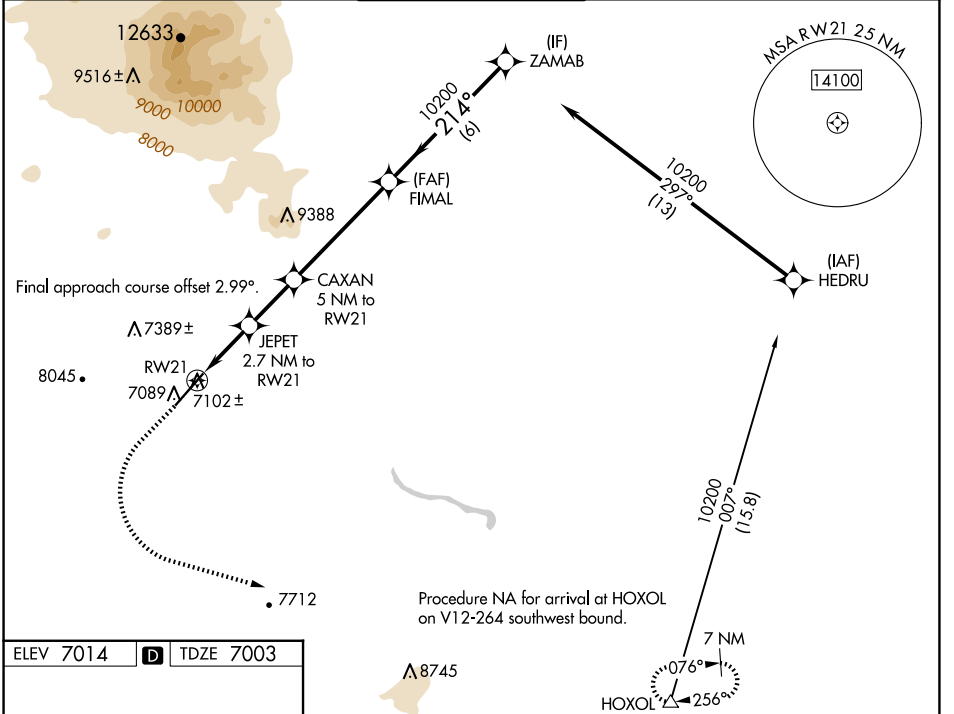 12633
9516±
9000
10000
8000
(IF)
ZAMAB
MSA RW21 25 NM
14100
10200
214°
(6)
(FAF)
FIMAL
10200
297°
(13)
9388
(IAF)
HEDRU
CAXAN
5 NM to
RW21
Final approach course offset 2.99°.
7389±
JEPET
2.7 NM to
RW21
RW21
8045
7089
7102±
10200
007°
(15.8)
7712
Procedure NA for arrival at HOXOL
on V12-264 southwest bound.
7 NM
ELEV 7014
D
TDZE 7003
8745
076°
256°
HOXOL